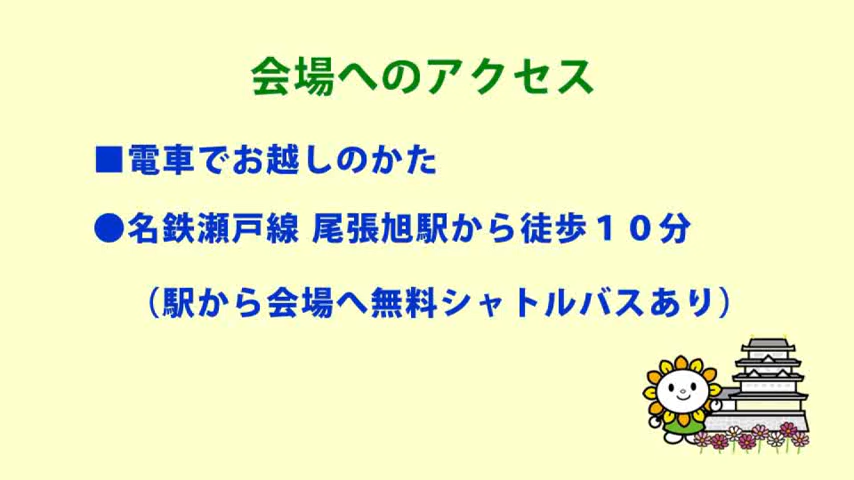 会場へのアクセス
■電車でお越しのかた
●名鉄瀬戸線 尾張旭駅から徒歩１０分
（駅から会場へ無料シャトルバスあり）